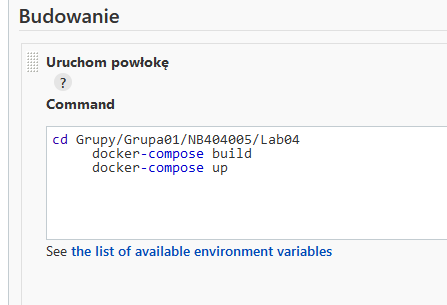 Budowanie
Uruchom powłokę
?
Command
cd Grupy/Grupa01/NB404005/Lab04
docker-compose build
docker-compose up
See the list of available environment variables